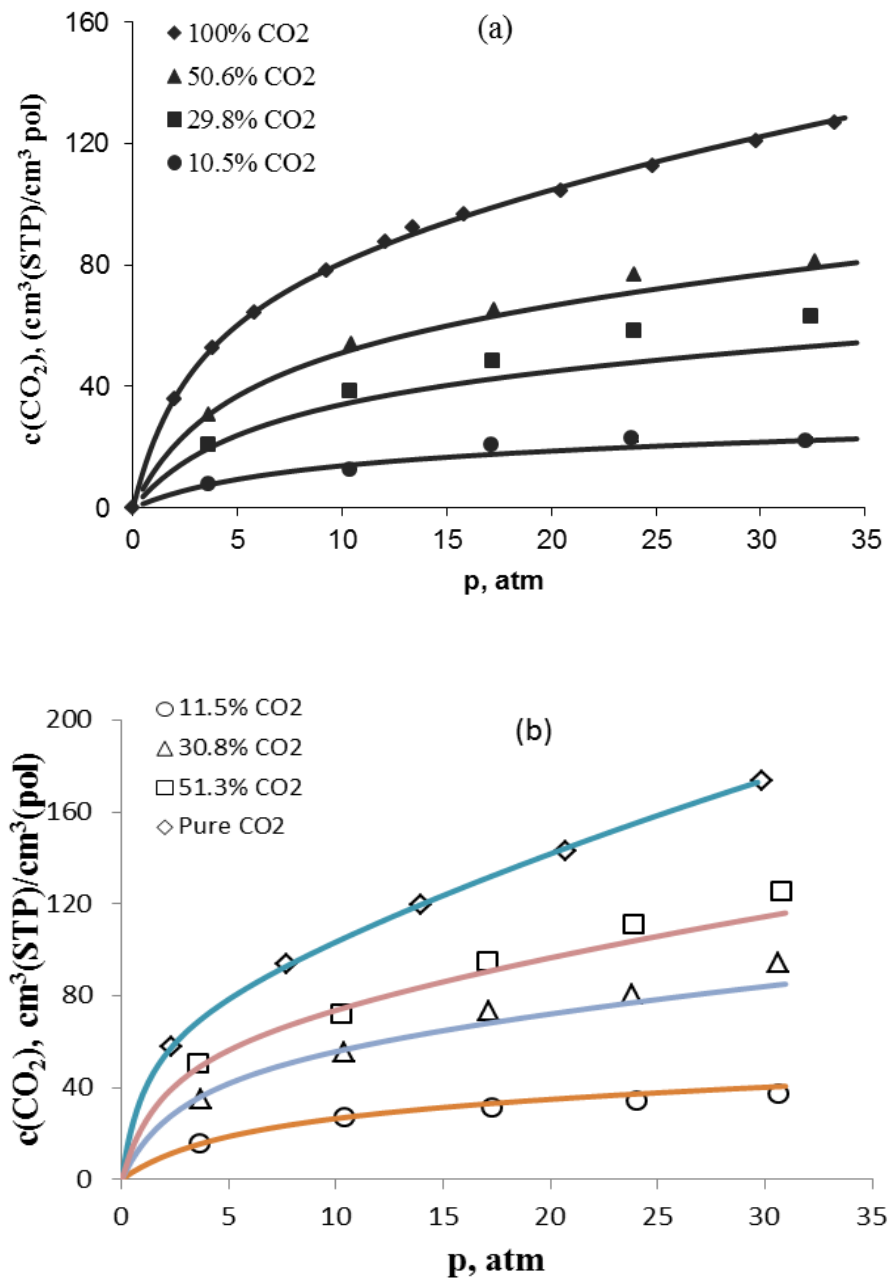 160
(a)
100% CO2
50.6% CO2
120
29.8% CO2
10.5% CO2
80
40
0
c(CO₂), (cm³(STP)/cm³ pol)
0 5 10 15 20 25 30 35
p, atm
11.5% CO2
200
(b)
30.8% CO2
51.3% CO2
160
Pure CO2
120
80
40
0
c(CO₂), cm³(STP)/cm³(pol)
0 5 10 15 20 25 30 35
p, atm